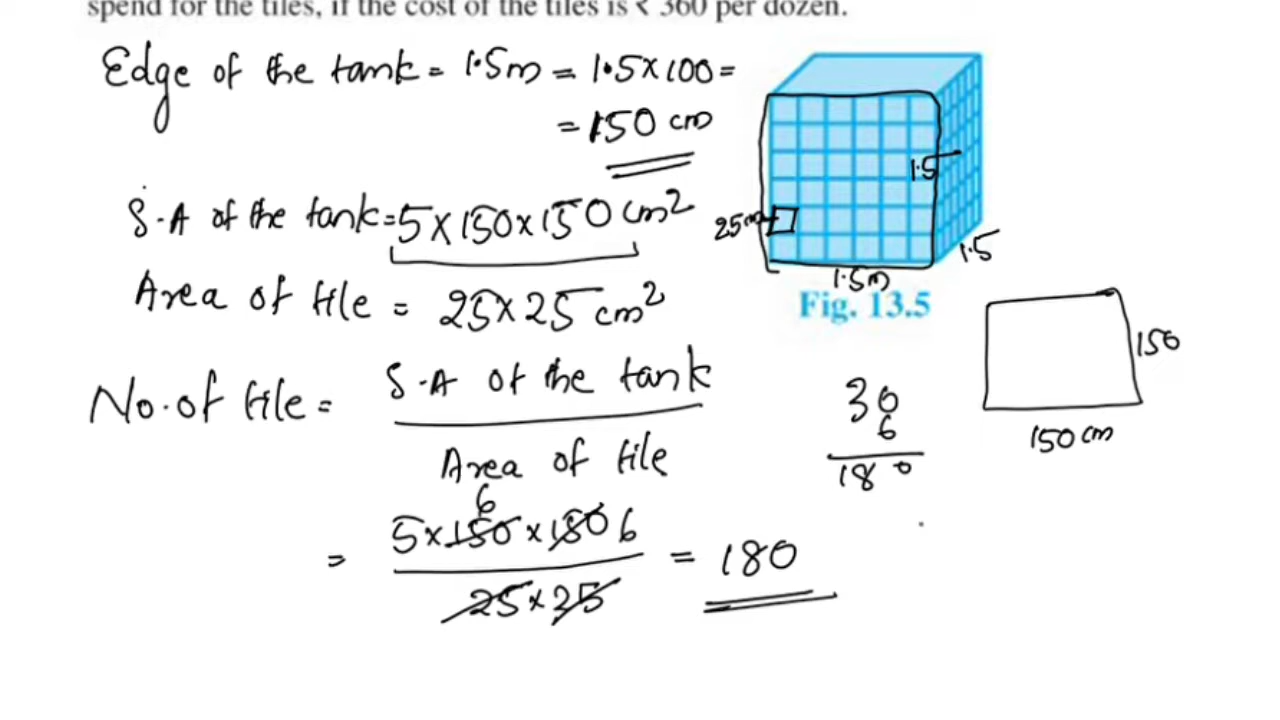 spend for the tiles, if the cost of the tiles is ₹ 360 per dozen.
Edge of the tank = 1.5m = 1.5×100 =
= 150 cm
S.A of the tank = 5×150×150 cm²
Area of tile = 25×25 cm²
No. of tile = S.A of the tank
Area of tile
= 5×150×150 6
6
25×25
= 180
25cm
1.5
1.5
1.5m
Fig. 13.5
150
150 cm
30
6
180